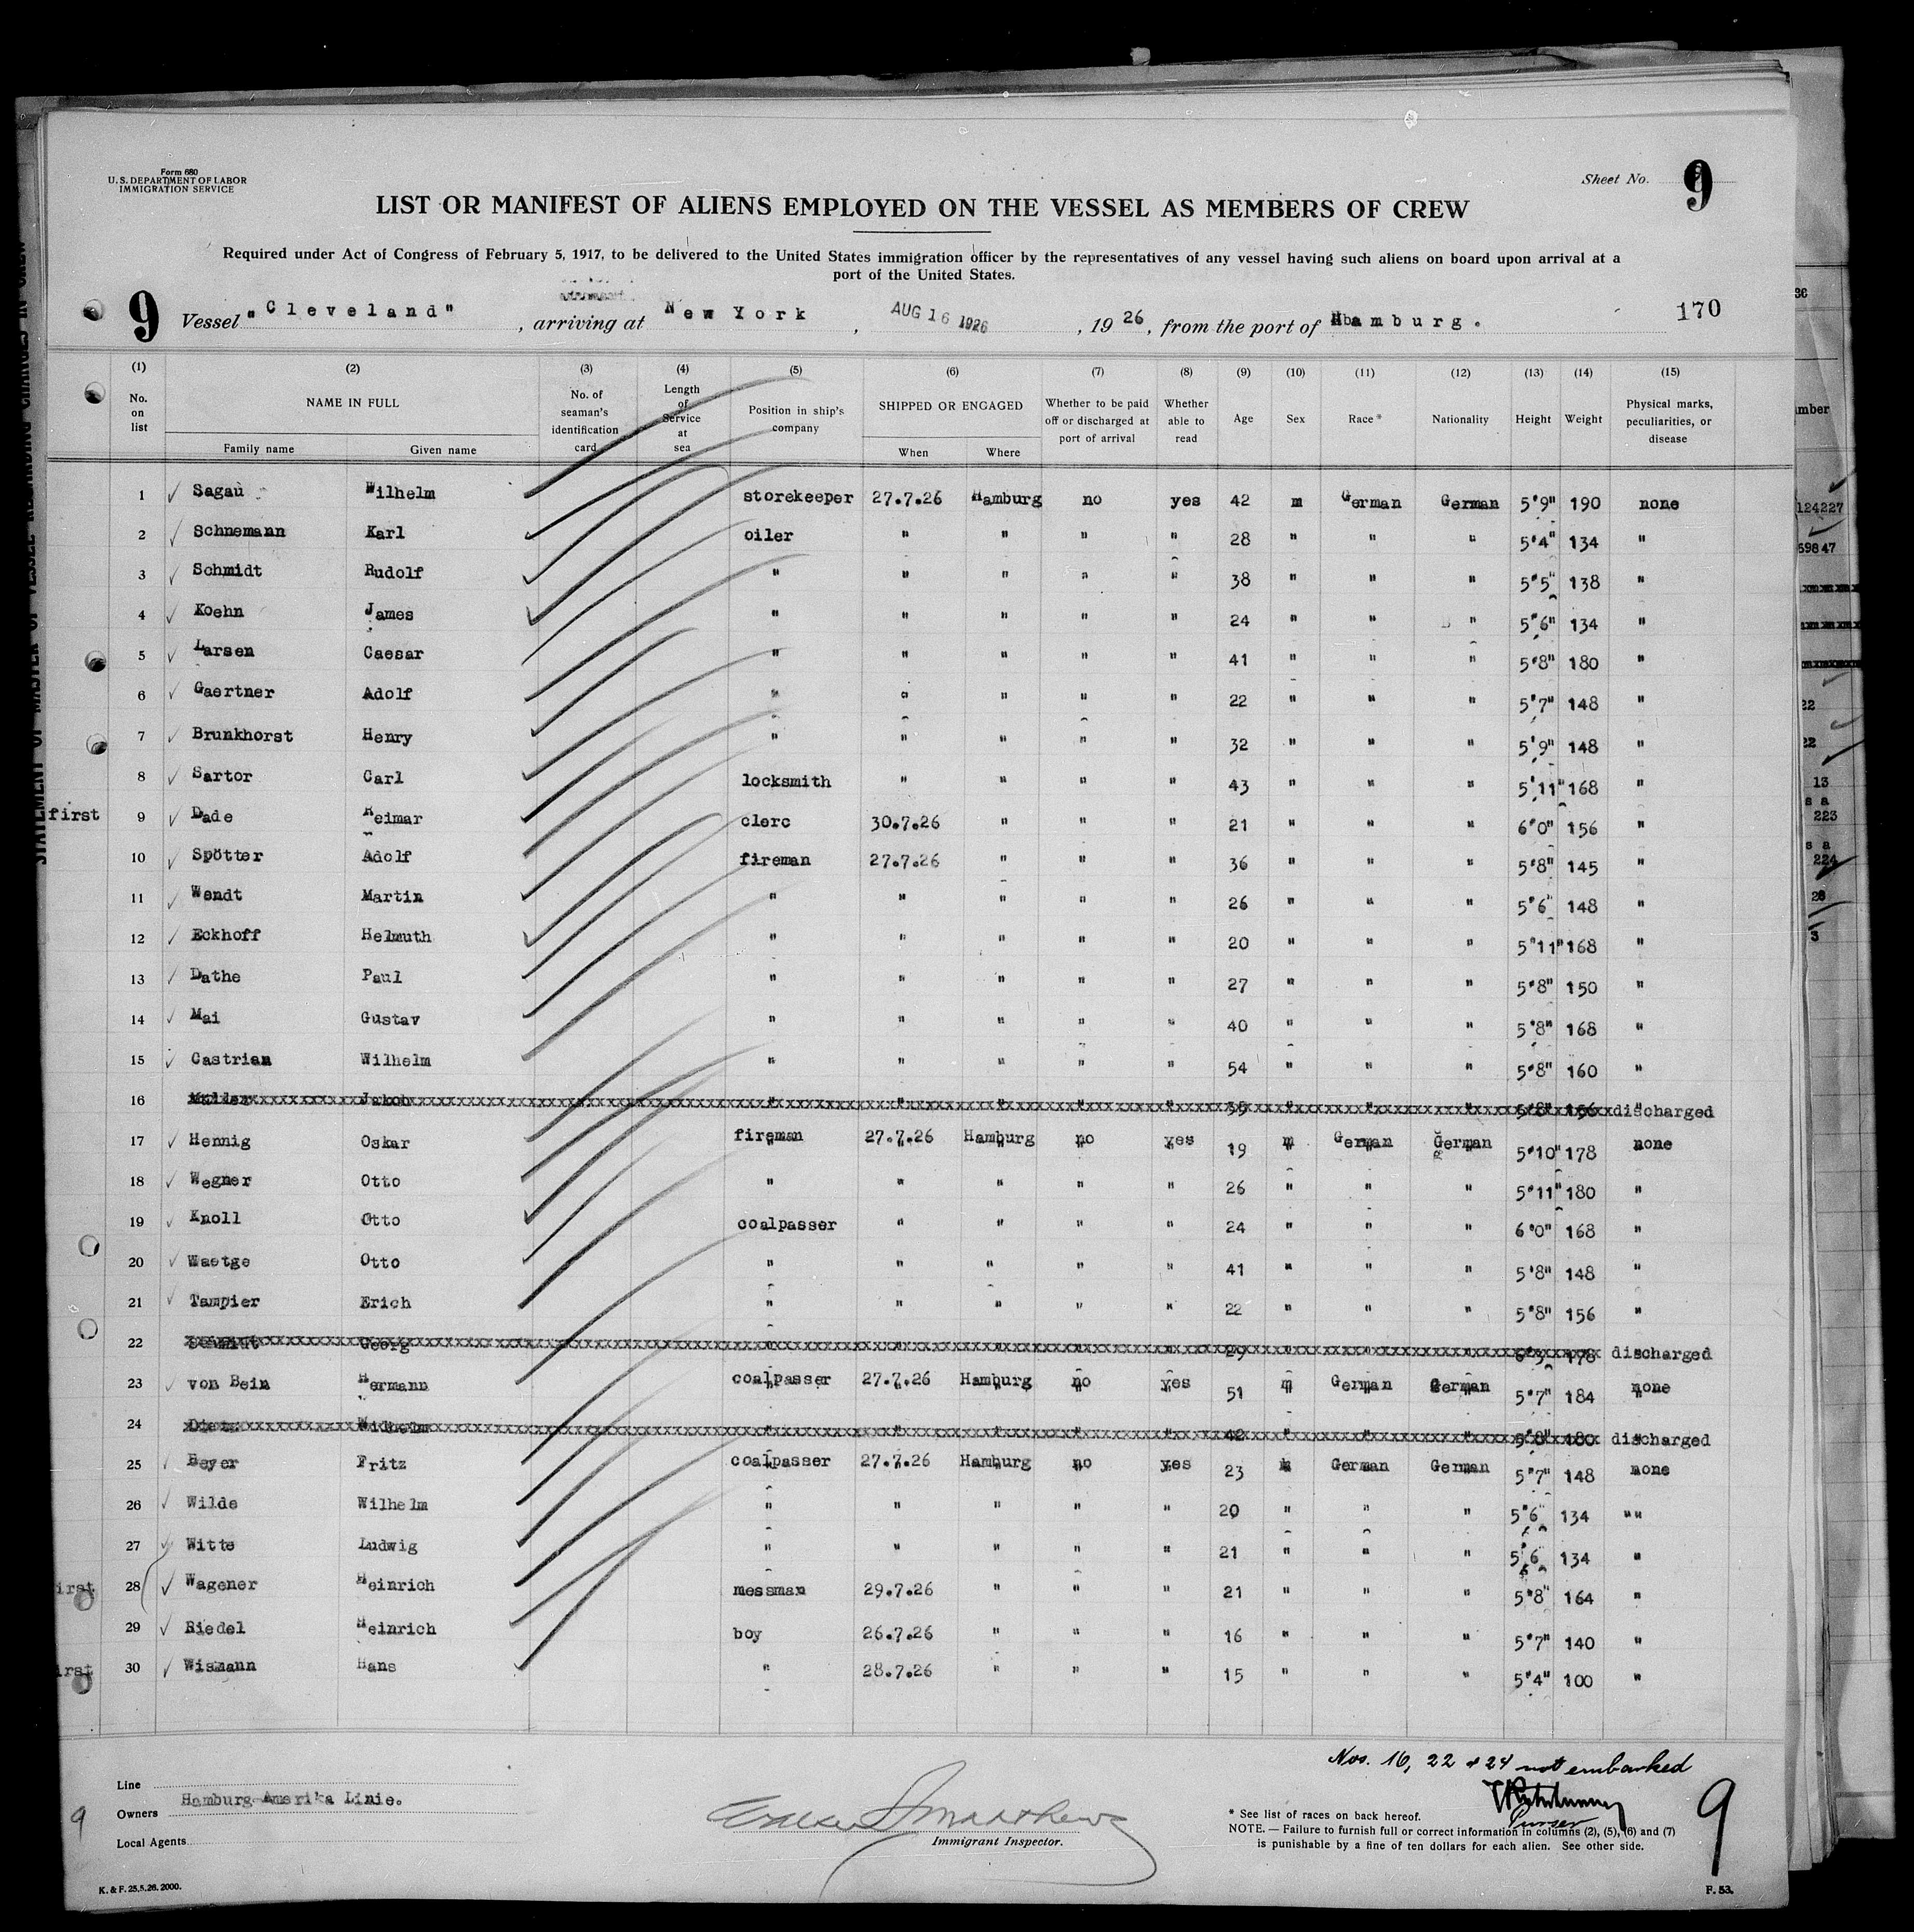 Form 680
U. S. DEPARTMENT OF LABOR
IMMIGRATION SERVICE
Sheet No. 9
LIST OR MANIFEST OF ALIENS EMPLOYED ON THE VESSEL AS MEMBERS OF CREW
Required under Act of Congress of February 5, 1917, to be delivered to the United States immigration officer by the representatives of any vessel having such aliens on board upon arrival at a
port of the United States.
9 Vessel "Cleveland", arriving at New York, AUG 16 1926, 1926, from the port of Hamburg. 170
(1) (2) (3) (4) (5) (6) (7) (8) (9) (10) (11) (12) (13) (14) (15)
No. on list NAME IN FULL No. of seaman's identification card Length of Service at sea Position in ship's company SHIPPED OR ENGAGED Whether to be paid off or discharged at port of arrival Whether able to read Age Sex Race * Nationality Height Weight Physical marks, peculiarities, or disease
Family name Given name When Where
1 Sagau Wilhelm storekeeper 27.7.26 Hamburg no yes 42 m German German 5'9" 190 none
2 Schnemann Karl oiler " " " " 28 " " " 5'4" 134 "
3 Schmidt Rudolf " " " " " 38 " " " 5'5" 138 "
4 Koehn James " " " " " 24 " " " 5'6" 134 "
5 Larsen Caesar " " " " " 41 " " " 5'8" 180 "
6 Gaertner Adolf " " " " " 22 " " " 5'7" 148 "
7 Brunkhorst Henry " " " " " 32 " " " 5'9" 148 "
8 Sartor Carl locksmith " " " " 43 " " " 5'11" 168 "
first 9 Dade Reimar clerc 30.7.26 " " " 21 " " " 6'0" 156 "
10 Spötter Adolf fireman 27.7.26 " " " 36 " " " 5'8" 145 "
11 Wendt Martin " " " " " 26 " " " 5'6" 148 "
12 Eckhoff Helmuth " " " " " 20 " " " 5'11" 168 "
13 Dathe Paul " " " " " 27 " " " 5'8" 150 "
14 Mai Gustav " " " " " 40 " " " 5'8" 168 "
15 Castrian Wilhelm " " " " " 54 " " " 5'8" 160 "
16 Jakob " " " " " " " " discharged
17 Hennig Oskar fireman 27.7.26 Hamburg no yes 19 m German German 5'10" 178 none
18 Wegner Otto " " " " " 26 " " " 5'11" 180 "
19 Knoll Otto coalpasser " " " " 24 " " " 6'0" 168 "
20 Waetge Otto " " " " " 41 " " " 5'8" 148 "
21 Tampier Erich " " " " " 22 " " " 5'8" 156 "
22 Schmidt Georg " " " " " 29 " " " 178 discharged
23 von Bein Hermann coalpasser 27.7.26 Hamburg no yes 51 m German German 5'7" 184 none
24 Wilhelm " " " " " 42 " " " 5'8" 180 discharged
25 Beyer Fritz coalpasser 27.7.26 Hamburg no yes 23 m German German 5'7" 148 none
26 Wilde Wilhelm " " " " " 20 " " " 5'6" 134 ""
27 Witte Ludwig " " " " " 21 " " " 5'6 134 "
28 Wagener Heinrich messman 29.7.26 " " " 21 " " " 5'8" 164 "
29 Riedel Heinrich boy 26.7.26 " " " 16 " " " 5'7" 140 "
30 Wismann Hans " 28.7.26 " " " 15 " " " 5'4" 100 "
Nos. 16, 22 & 24 not embarked
Purser
Line
Owners Hamburg-Amerika Linie.
Local Agents
9
Immigrant Inspector.
* See list of races on back hereof.
NOTE. — Failure to furnish full or correct information in columns (2), (5), (6) and (7)
is punishable by a fine of ten dollars for each alien. See other side.
9
K. & F. 25.5.26. 2000.
F. 53.